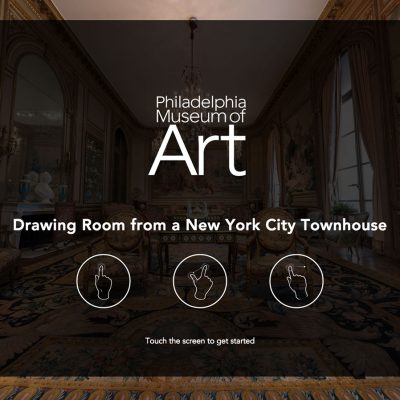 Philadelphia
Museum of
Art
Drawing Room from a New York City Townhouse
Touch the screen to get started